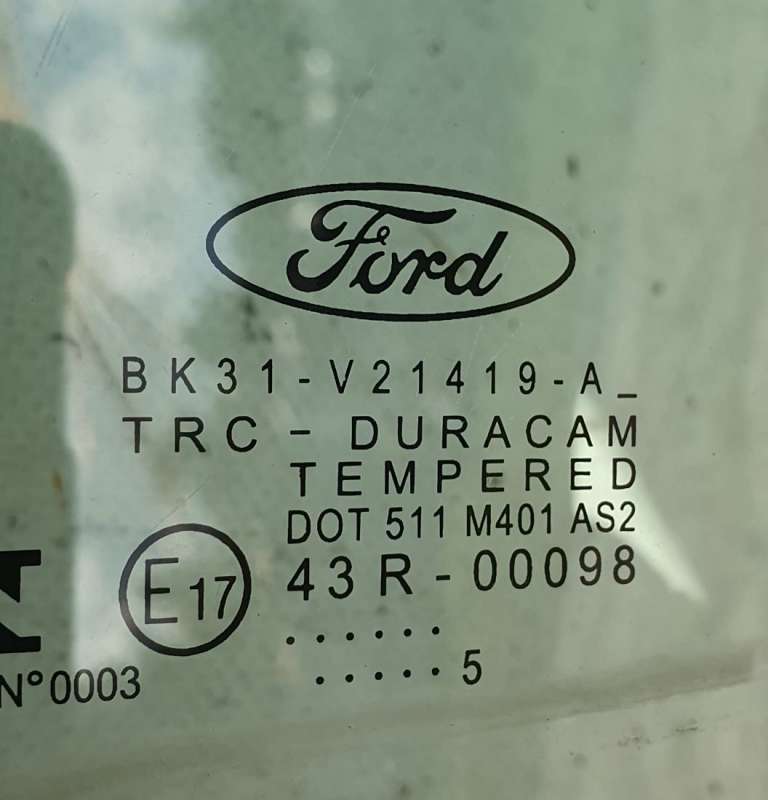 Ford
BK31-V21419-A_
TRC - DURACAM
TEMPERED
DOT 511 M401 AS2
E17
43R-00098
......
.....5
N°0003